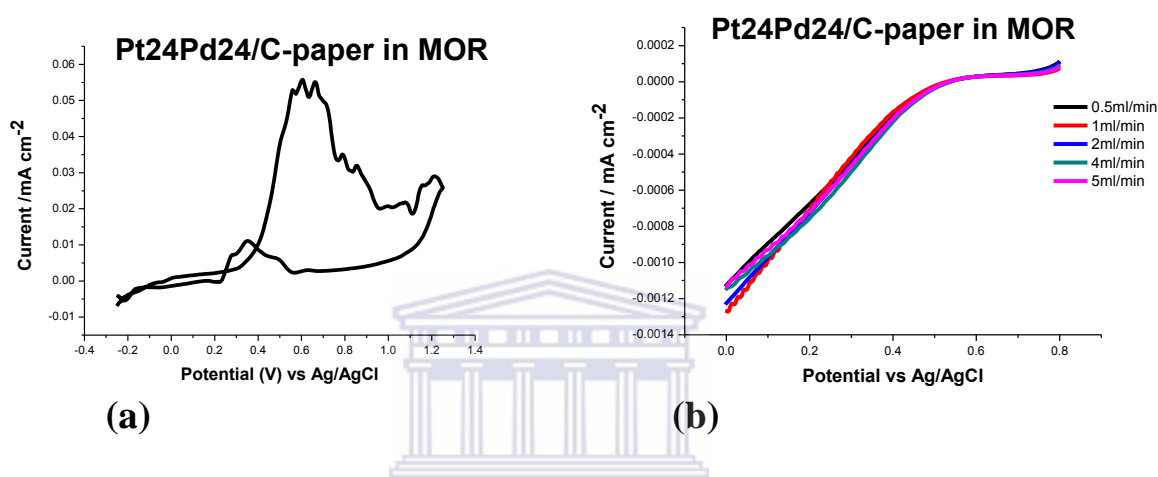 Pt24Pd24/C-paper in MOR
0.06
0.05
0.04
0.03
0.02
0.01
0.00
-0.01
Current /mA cm-2
-0.4 -0.2 0.0 0.2 0.4 0.6 0.8 1.0 1.2 1.4
Potential (V) vs Ag/AgCl
(a)
Pt24Pd24/C-paper in MOR
0.0002
0.0000
-0.0002
-0.0004
-0.0006
-0.0008
-0.0010
-0.0012
-0.0014
Current / mA cm-2
0.5ml/min
1ml/min
2ml/min
4ml/min
5ml/min
0.0 0.2 0.4 0.6 0.8
Potential vs Ag/AgCl
(b)